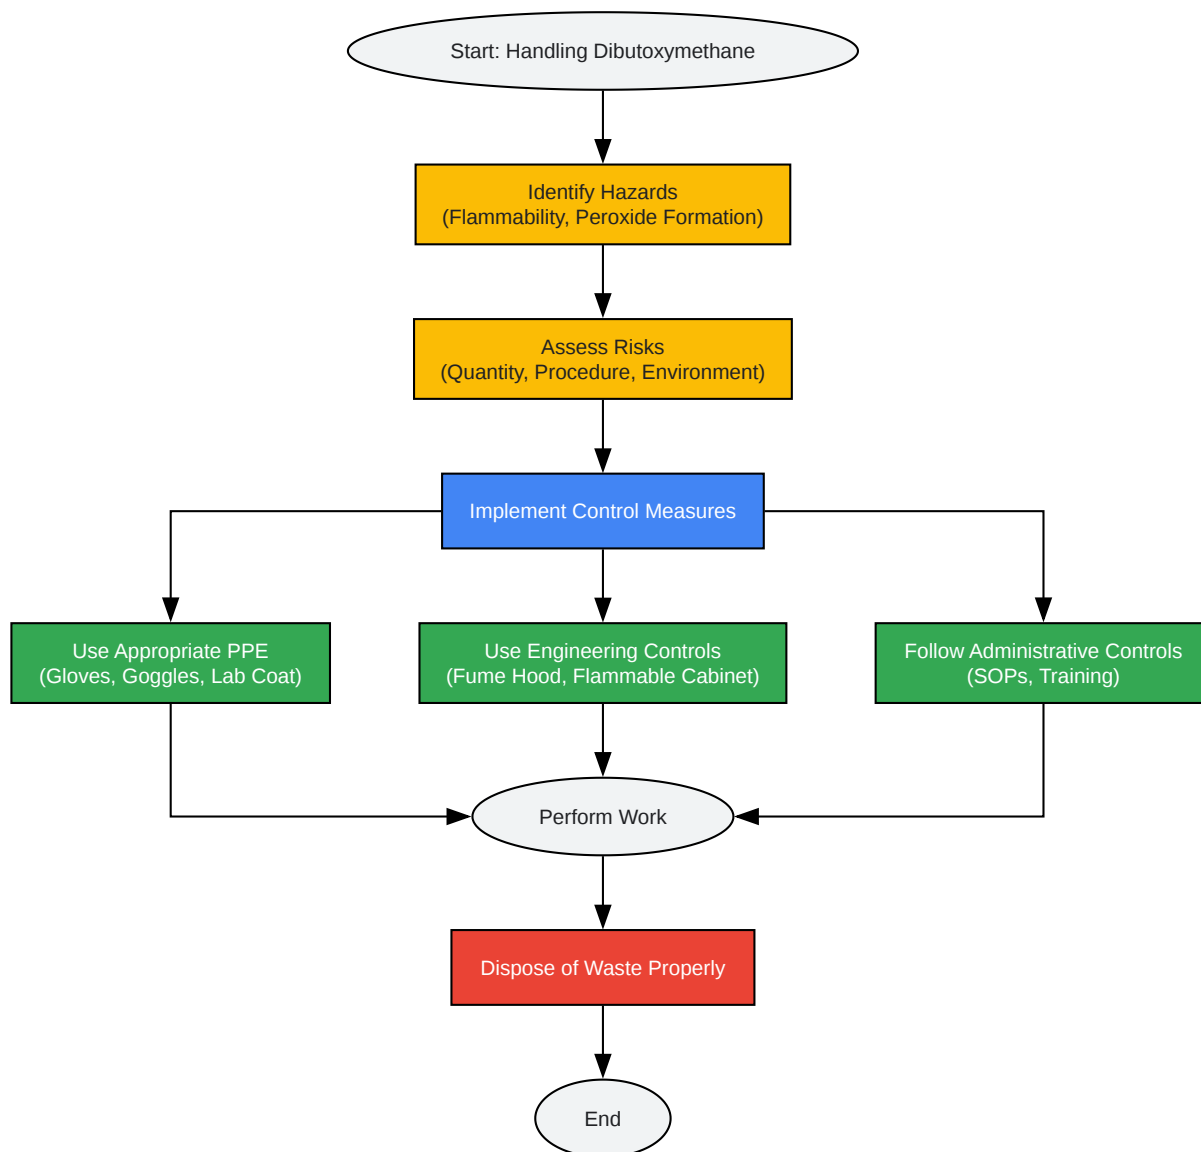 Start: Handling Dibutoxymethane
Identify Hazards
(Flammability, Peroxide Formation)
Assess Risks
(Quantity, Procedure, Environment)
Implement Control Measures
Use Appropriate PPE
(Gloves, Goggles, Lab Coat)
Use Engineering Controls
(Fume Hood, Flammable Cabinet)
Follow Administrative Controls
(SOPs, Training)
Perform Work
Dispose of Waste Properly
End